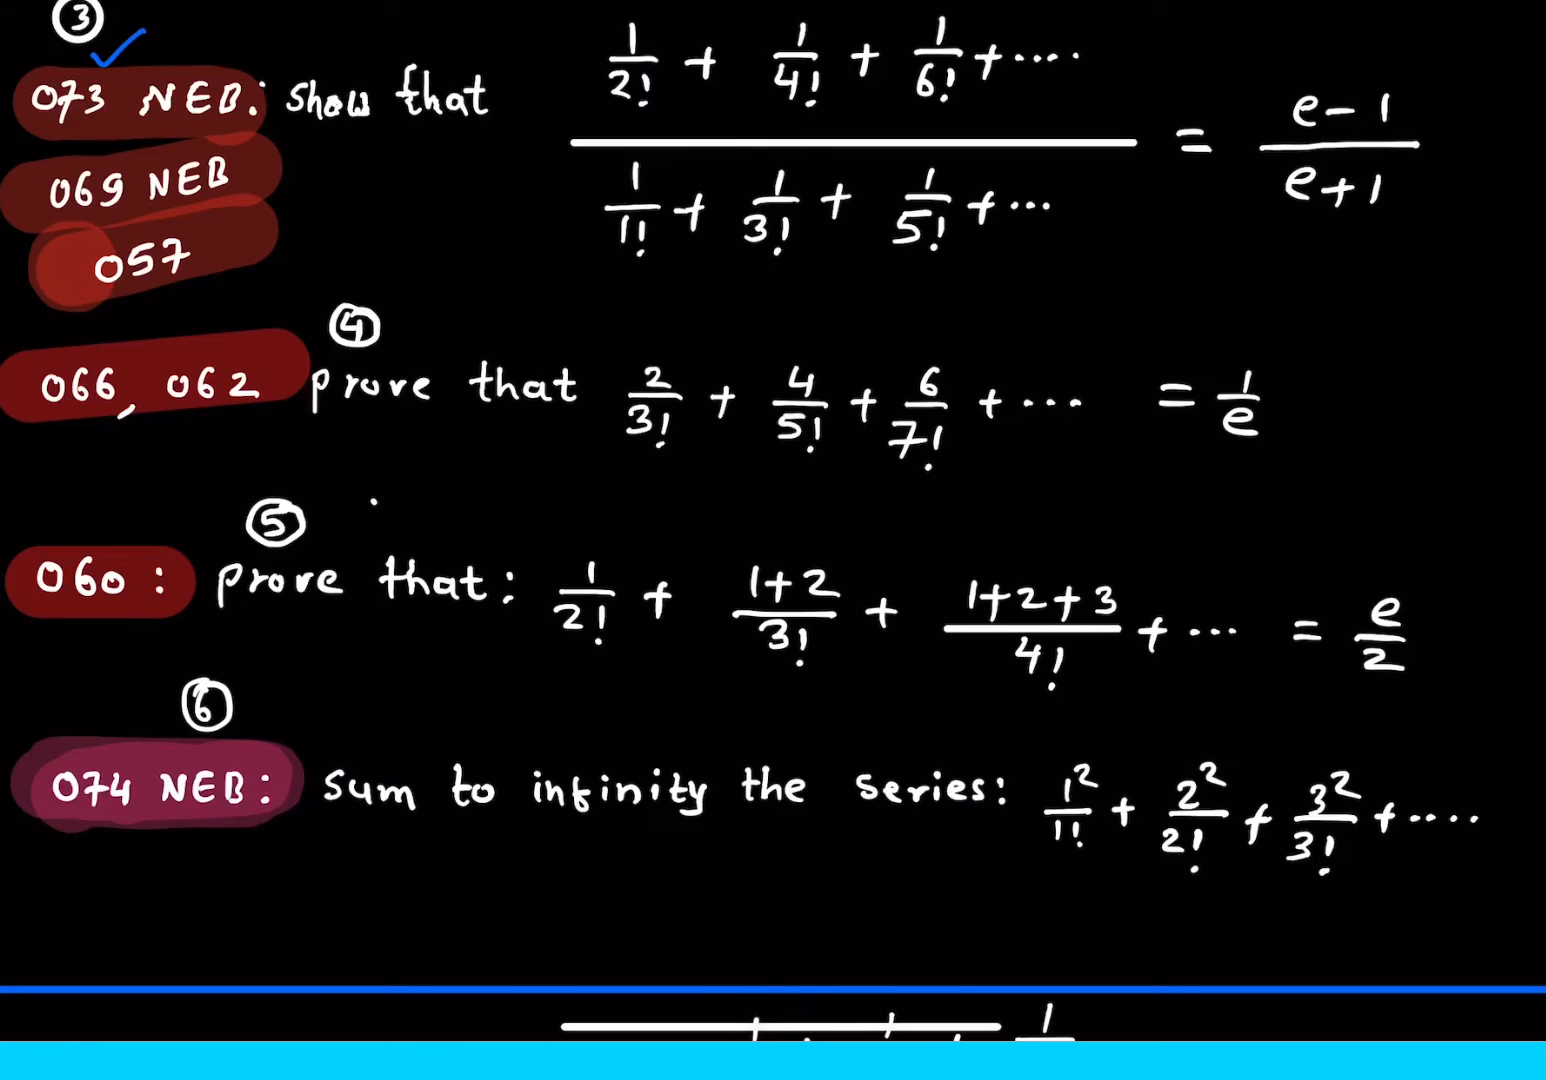 ③
073 NEB: show that (1/2! + 1/4! + 1/6! + ....) / (1/1! + 1/3! + 1/5! + ...) = (e-1)/(e+1)
069 NEB
057
④
066, 062 prove that 2/3! + 4/5! + 6/7! + ... = 1/e
⑤
060: prove that: 1/2! + (1+2)/3! + (1+2+3)/4! + ... = e/2
⑥
074 NEB: sum to infinity the series: 1²/1! + 2²/2! + 3²/3! + ....